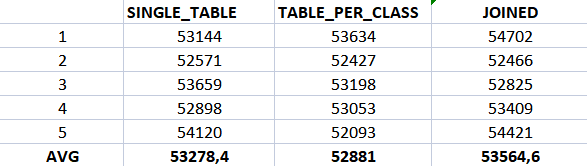 SINGLE_TABLE TABLE_PER_CLASS JOINED
1 53144 53634 54702
2 52571 52427 52466
3 53659 53198 52825
4 52898 53053 53409
5 54120 52093 54421
AVG 53278,4 52881 53564,6